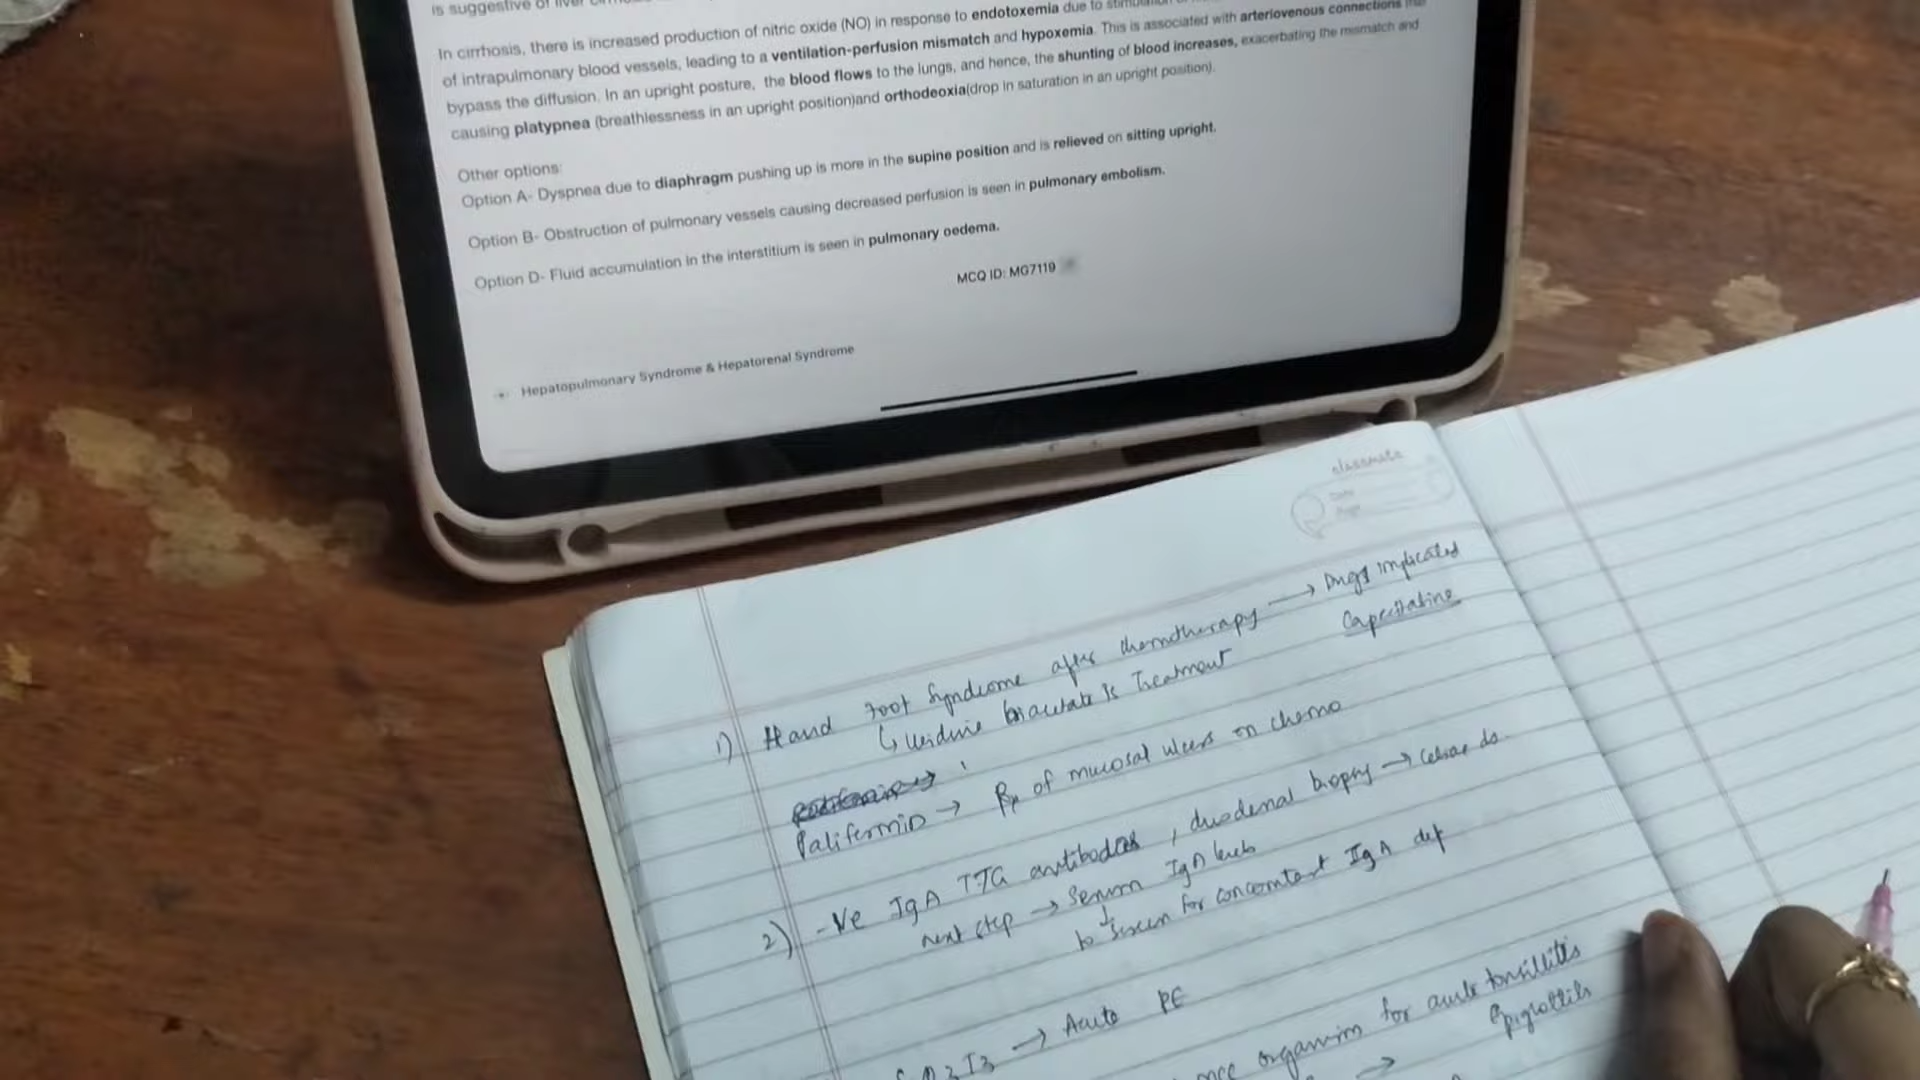 is suggestive of liver
In cirrhosis, there is increased production of nitric oxide (NO) in response to endotoxemia due to
of intrapulmonary blood vessels, leading to a ventilation-perfusion mismatch and hypoxemia. This is associated with arteriovenous connections
bypass the diffusion. In an upright posture, the blood flows to the lungs, and hence, the shunting of blood increases, exacerbating the mismatch and
causing platypnea (breathlessness in an upright position)and orthodeoxia(drop in saturation in an upright position).
Other options:
Option A- Dyspnea due to diaphragm pushing up is more in the supine position and is relieved on sitting upright.
Option B- Obstruction of pulmonary vessels causing decreased perfusion is seen in pulmonary embolism.
Option D- Fluid accumulation in the interstitium is seen in pulmonary oedema.
MCQ ID: MG7119
Hepatopulmonary Syndrome & Hepatorenal Syndrome
classmate
Date
Page
1) Hand foot Syndrome after chemotherapy → Drugs implicated
Capecitabine
↳ Uridine triacetate is Treatment
Palifermin → Rx of mucosal ulcers on chemo
2) -Ve IgA TTG antibodies, duodenal biopsy → celiac ds.
next step → Serum IgA levels
↓
to screen for concomitant IgA def
→ Acute PE
organism for acute tonsillitis
Epiglottitis
→